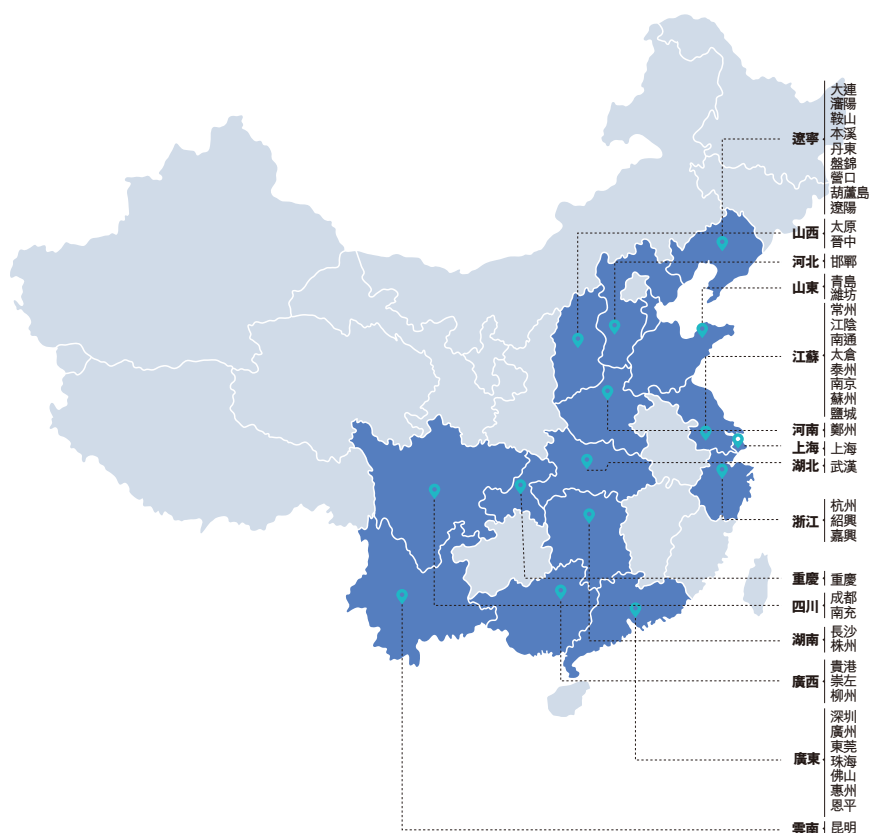 遼寧
大連
瀋陽
鞍山
本溪
丹東
盤錦
營口
葫蘆島
遼陽
山西
太原
晉中
河北
邯鄲
山東
青島
濰坊
江蘇
常州
江陰
南通
太倉
泰州
南京
蘇州
鹽城
河南
鄭州
上海
上海
湖北
武漢
浙江
杭州
紹興
嘉興
重慶
重慶
四川
成都
南充
湖南
長沙
株州
廣西
貴港
崇左
柳州
廣東
深圳
廣州
東莞
珠海
佛山
惠州
恩平
雲南
昆明